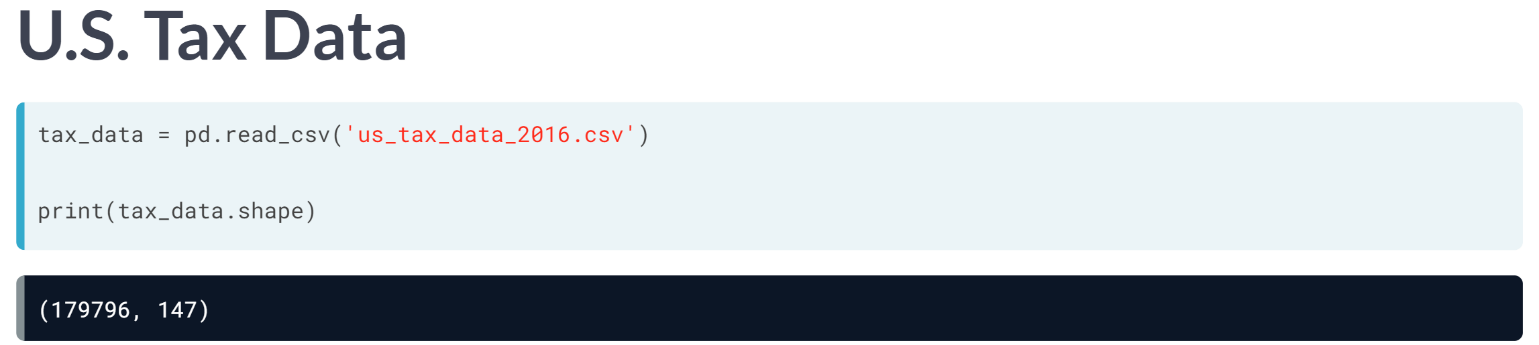 U.S. Tax Data
tax_data = pd.read_csv('us_tax_data_2016.csv')
print(tax_data.shape)
(179796, 147)